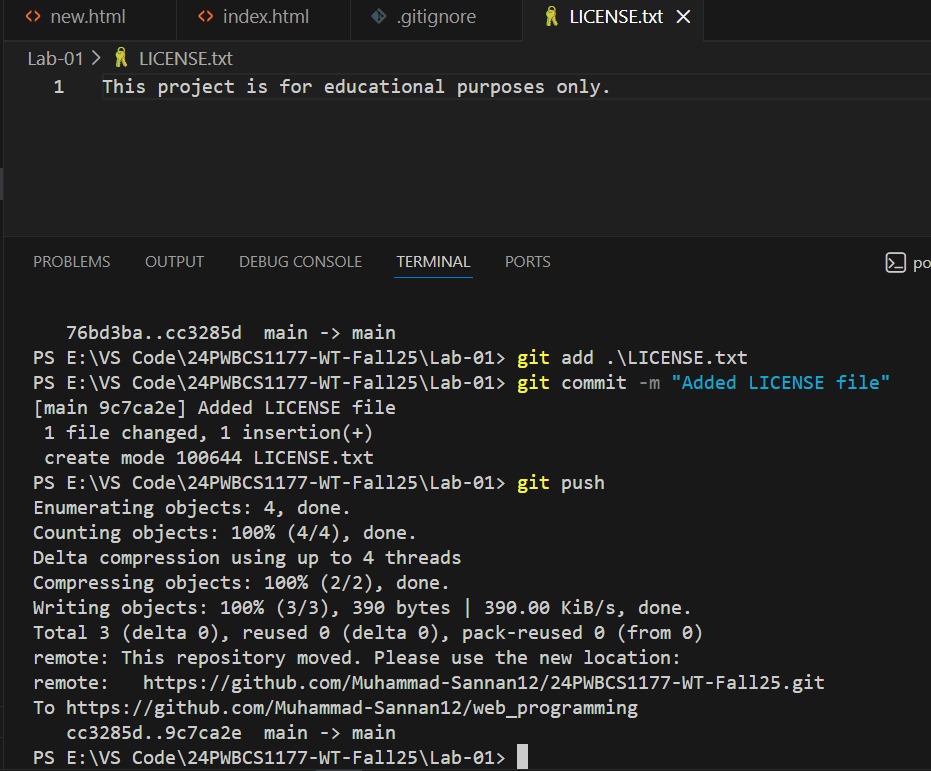 new.html index.html .gitignore LICENSE.txt
Lab-01 > LICENSE.txt
1 This project is for educational purposes only.
PROBLEMS OUTPUT DEBUG CONSOLE TERMINAL PORTS po
76bd3ba..cc3285d  main -> main
PS E:\VS Code\24PWBCS1177-WT-Fall25\Lab-01> git add .\LICENSE.txt
PS E:\VS Code\24PWBCS1177-WT-Fall25\Lab-01> git commit -m "Added LICENSE file"
[main 9c7ca2e] Added LICENSE file
1 file changed, 1 insertion(+)
create mode 100644 LICENSE.txt
PS E:\VS Code\24PWBCS1177-WT-Fall25\Lab-01> git push
Enumerating objects: 4, done.
Counting objects: 100% (4/4), done.
Delta compression using up to 4 threads
Compressing objects: 100% (2/2), done.
Writing objects: 100% (3/3), 390 bytes | 390.00 KiB/s, done.
Total 3 (delta 0), reused 0 (delta 0), pack-reused 0 (from 0)
remote: This repository moved. Please use the new location:
remote:   https://github.com/Muhammad-Sannan12/24PWBCS1177-WT-Fall25.git
To https://github.com/Muhammad-Sannan12/web_programming
cc3285d..9c7ca2e  main -> main
PS E:\VS Code\24PWBCS1177-WT-Fall25\Lab-01>